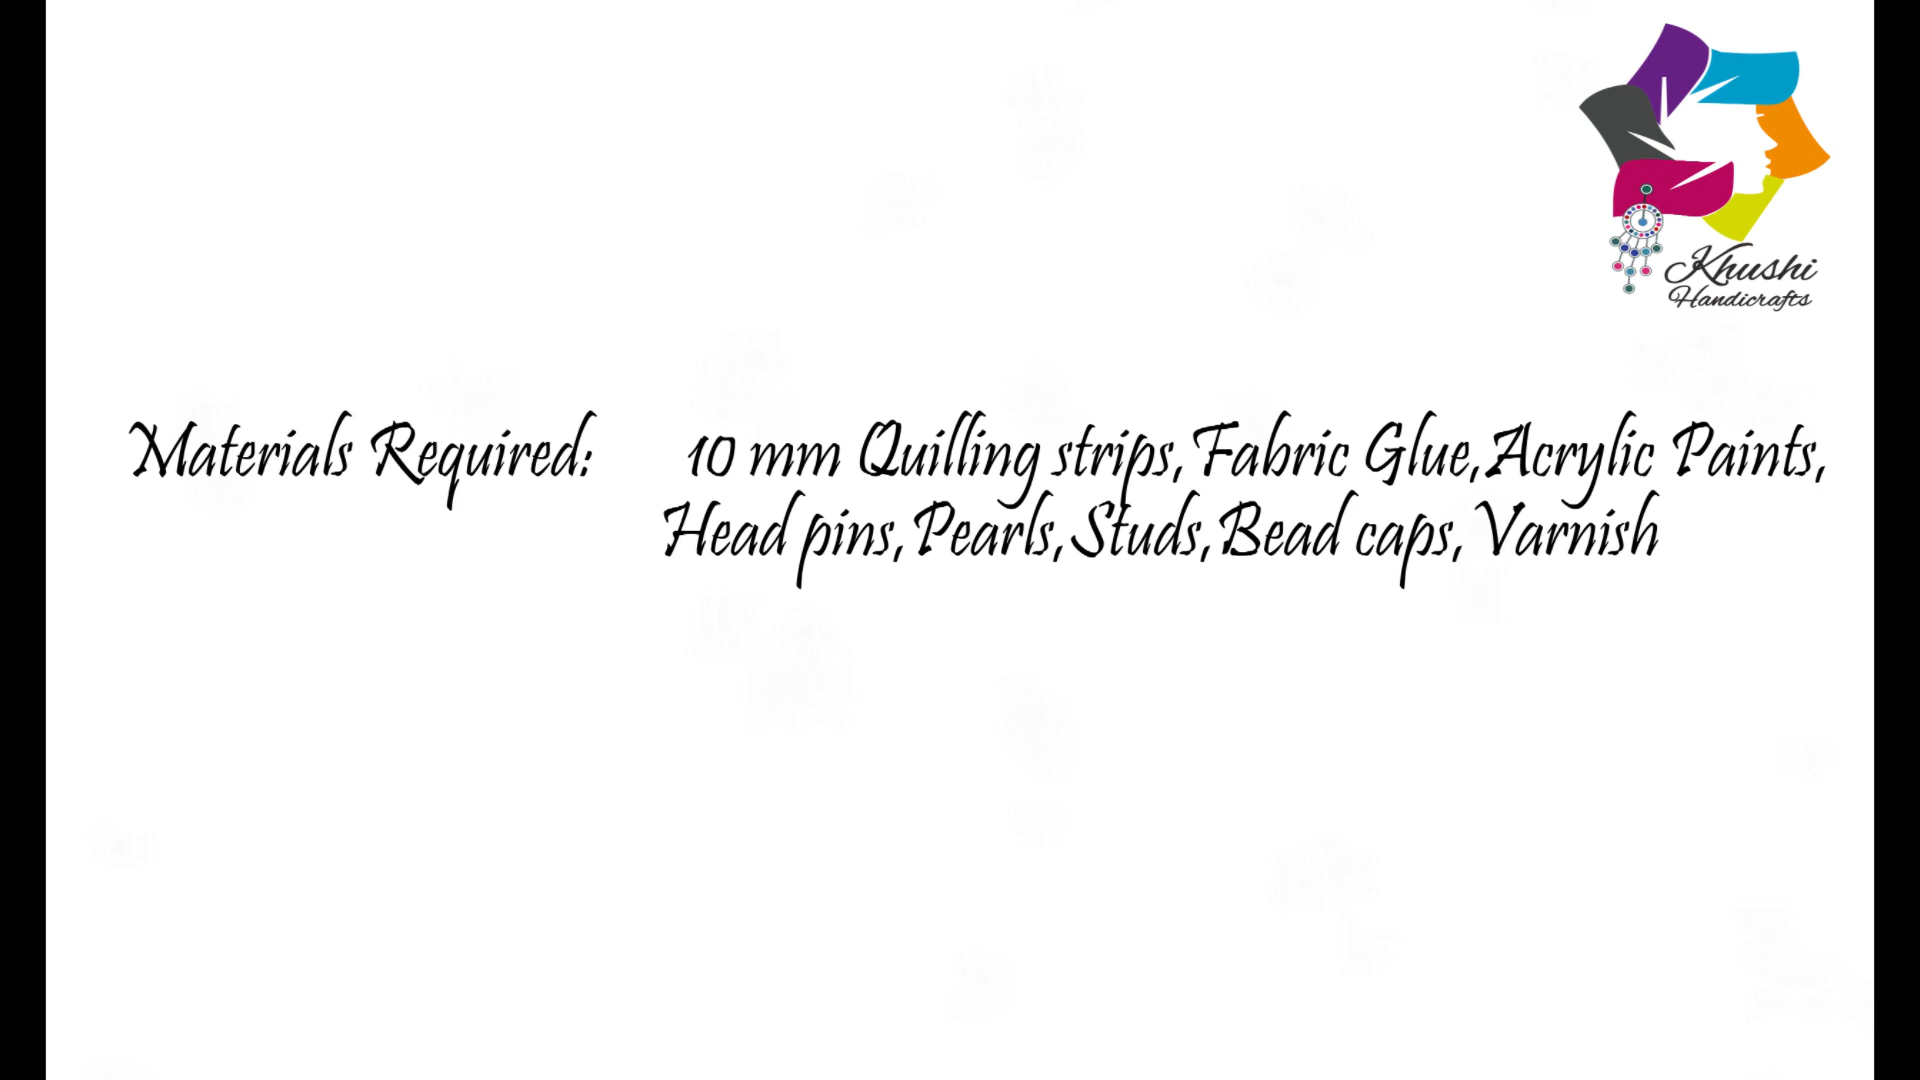 Khushi
Handicrafts
Materials Required: 10 mm Quilling strips,Fabric Glue,Acrylic Paints,
Head pins,Pearls,Studs,Bead caps,Varnish